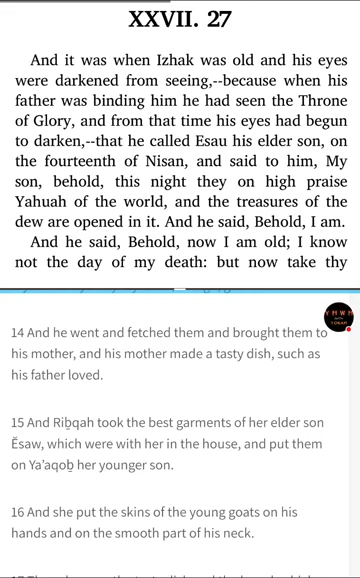 XXVII. 27
And it was when Izhak was old and his eyes
were darkened from seeing,--because when his
father was binding him he had seen the Throne
of Glory, and from that time his eyes had begun
to darken,--that he called Esau his elder son, on
the fourteenth of Nisan, and said to him, My
son, behold, this night they on high praise
Yahuah of the world, and the treasures of the
dew are opened in it. And he said, Behold, I am.
And he said, Behold, now I am old; I know
not the day of my death: but now take thy
14 And he went and fetched them and brought them to
his mother, and his mother made a tasty dish, such as
his father loved.
15 And Riḇqah took the best garments of her elder son
Ěsaw, which were with her in the house, and put them
on Ya’aqoḇ her younger son.
16 And she put the skins of the young goats on his
hands and on the smooth part of his neck.